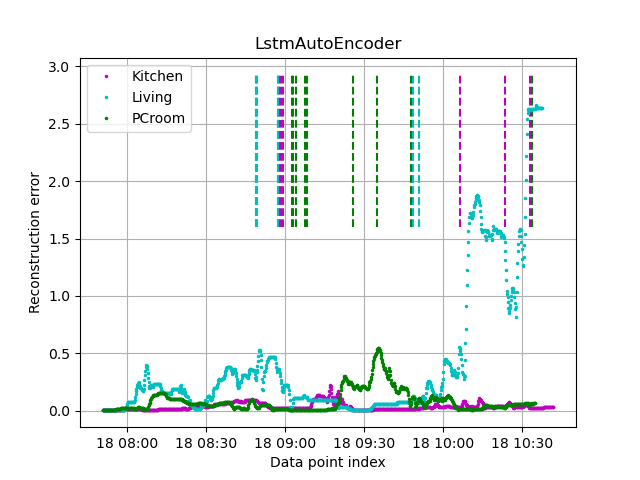 LstmAutoEncoder
Kitchen
Living
PCroom
3.0
2.5
2.0
1.5
1.0
0.5
0.0
Reconstruction error
18 08:00 18 08:30 18 09:00 18 09:30 18 10:00 18 10:30
Data point index